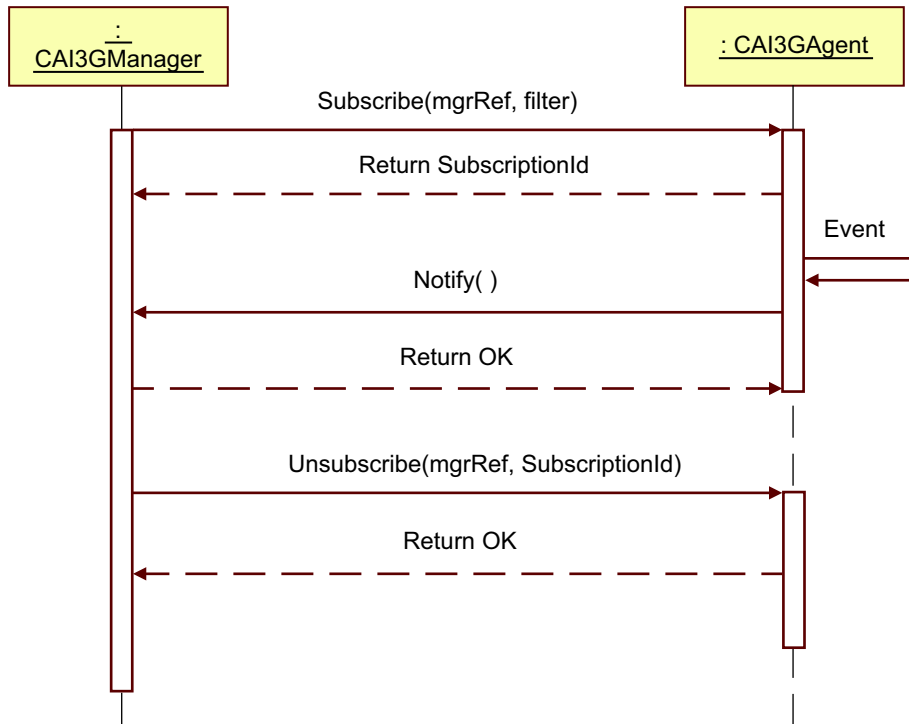 :
CAI3GManager
: CAI3GAgent
Subscribe(mgrRef, filter)
Return SubscriptionId
Event
Notify( )
Return OK
Unsubscribe(mgrRef, SubscriptionId)
Return OK